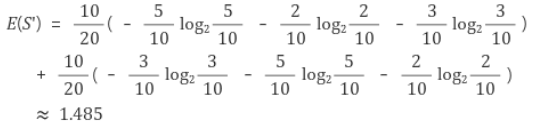 E(S') = 10/20 ( − 5/10 log₂ 5/10 − 2/10 log₂ 2/10 − 3/10 log₂ 3/10 )
+ 10/20 ( − 3/10 log₂ 3/10 − 5/10 log₂ 5/10 − 2/10 log₂ 2/10 )
≈ 1.485